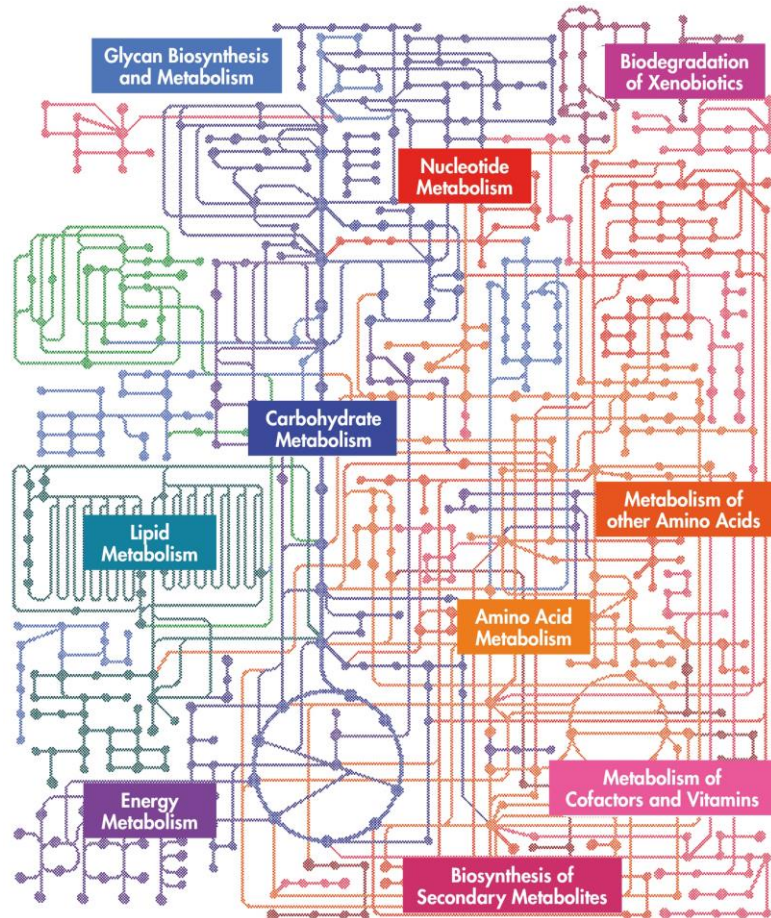 Glycan Biosynthesis
and Metabolism
Biodegradation
of Xenobiotics
Nucleotide
Metabolism
Carbohydrate
Metabolism
Lipid
Metabolism
Metabolism of
other Amino Acids
Amino Acid
Metabolism
Energy
Metabolism
Metabolism of
Cofactors and Vitamins
Biosynthesis of
Secondary Metabolites